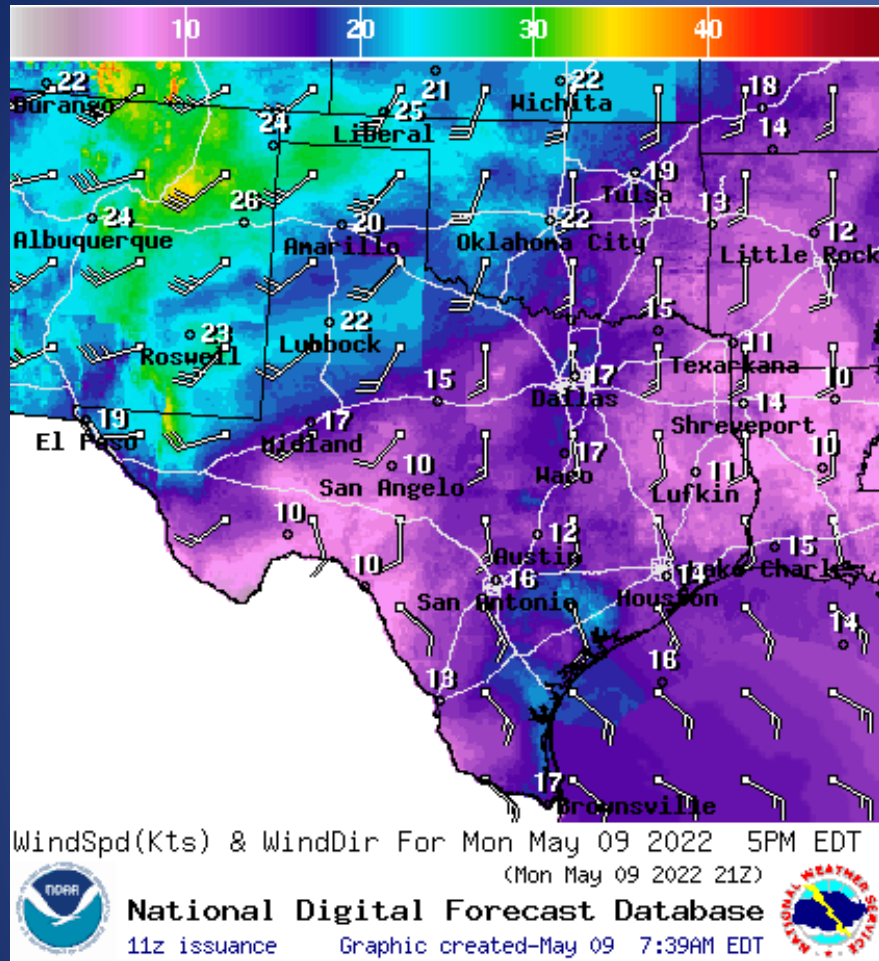 10 20 30 40
22 22 21 22 18
Durango Wichita
25
Liberal
24 14
19
Tulsa
26
24 20 22 13 12
Albuquerque Amarillo Oklahoma City Little Rock
23 22 15
Roswell Lubbock 11
Texarkana
17
15 Dallas 10
19 17 14
El Paso Midland Shreveport
17
10 Waco 11 10
San Angelo Lufkin
10 12 15
Austin Lake Charles
10 16 14
San Antonio Houston
14
13 16
17
Brownsville
WindSpd(Kts) & WindDir For Mon May 09 2022 5PM EDT
(Mon May 09 2022 21Z)
NOAA
National Digital Forecast Database
11z issuance Graphic created-May 09 7:39AM EDT
NATIONAL WEATHER SERVICE